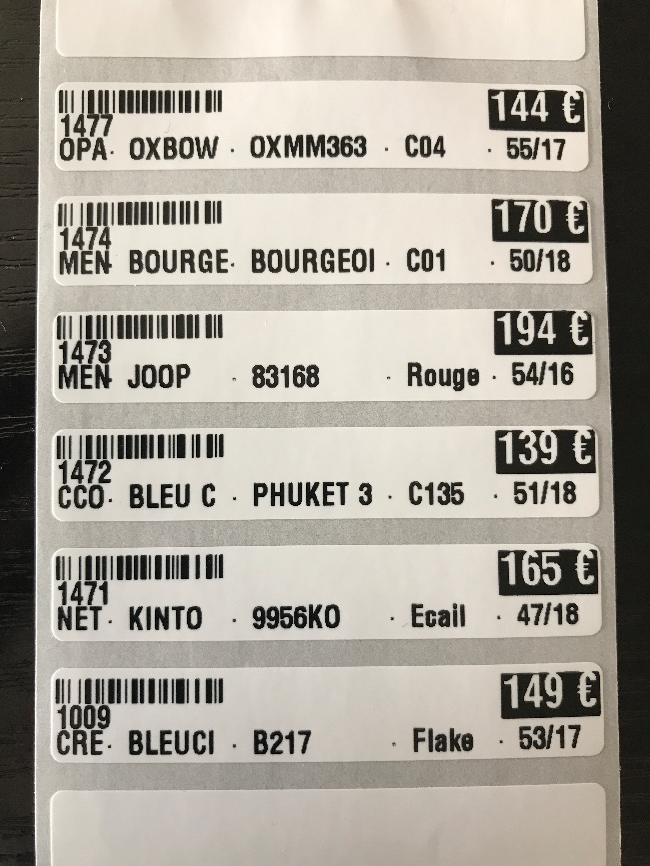 144 €
1477
OPA· OXBOW · OXMM363 · C04 · 55/17
170 €
1474
MEN· BOURGE· BOURGEOI · C01 · 50/18
194 €
1473
MEN· JOOP · 83168 · Rouge · 54/16
139 €
1472
CCO· BLEU C · PHUKET 3 · C135 · 51/18
165 €
1471
NET· KINTO · 9956KO · Ecail · 47/18
149 €
1009
CRE· BLEUCI · B217 · Flake · 53/17